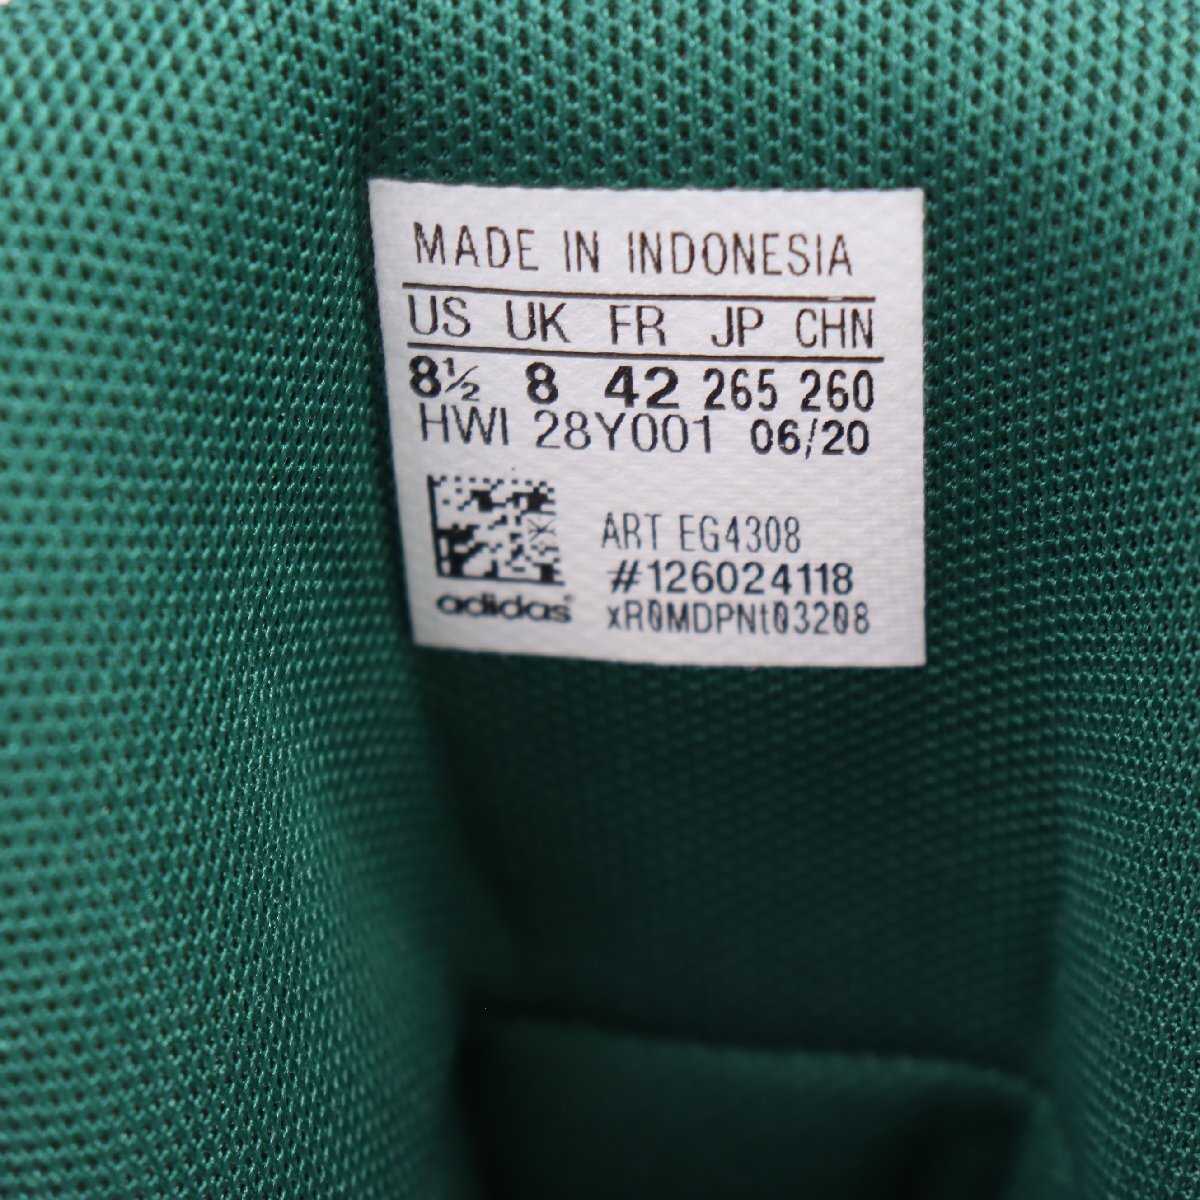 MADE IN INDONESIA
US UK FR JP CHN
8½ 8 42 265 260
HWI 28Y001 06/20
ART EG4308
#126024118
adidas xR0MDPNt03208